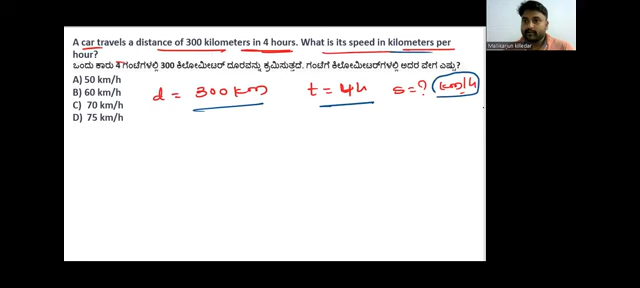 A car travels a distance of 300 kilometers in 4 hours. What is its speed in kilometers per
hour?
ಒಂದು ಕಾರು 4 ಗಂಟೆಗಳಲ್ಲಿ 300 ಕಿಲೋಮೀಟರ್ ದೂರವನ್ನು ಕ್ರಮಿಸುತ್ತದೆ. ಗಂಟೆಗೆ ಕಿಲೋಮೀಟರ್‌ಗಳಲ್ಲಿ ಅದರ ವೇಗ ಎಷ್ಟು?
A) 50 km/h
B) 60 km/h
C) 70 km/h
D) 75 km/h
d = 300 km t = 4h s = ? km/h
Mallikarjun killedar